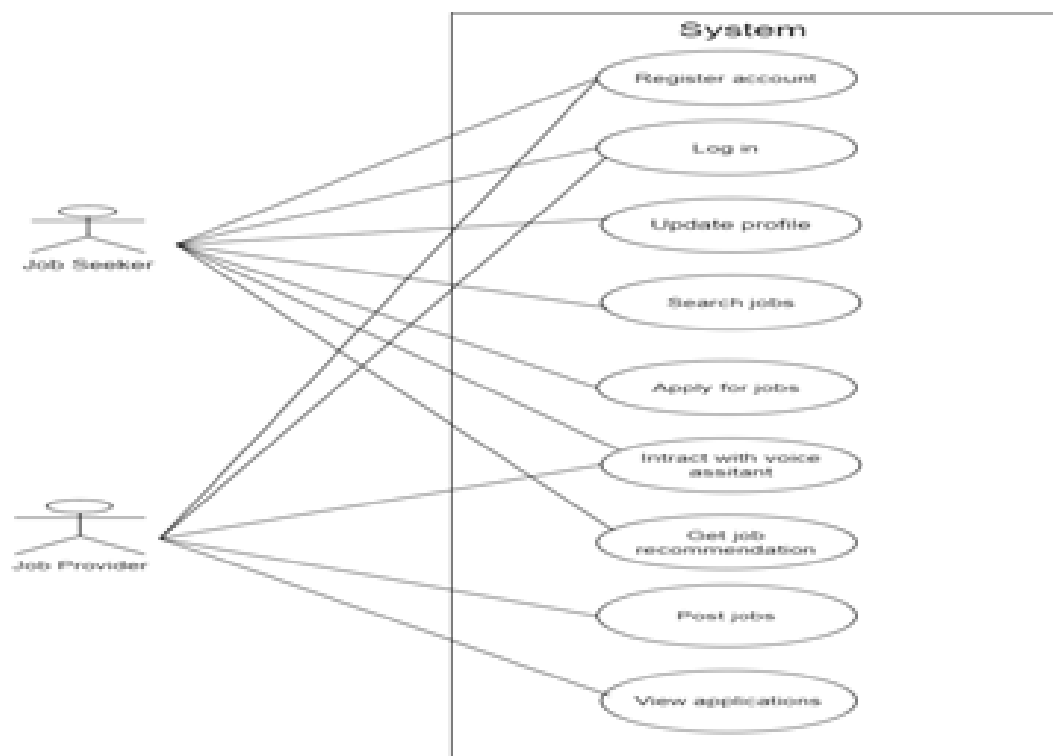 System
Register account
Log in
Update profile
Job Seeker
Search jobs
Apply for jobs
Intract with voice
assitant
Job Provider
Get job
recommendation
Post jobs
View applications